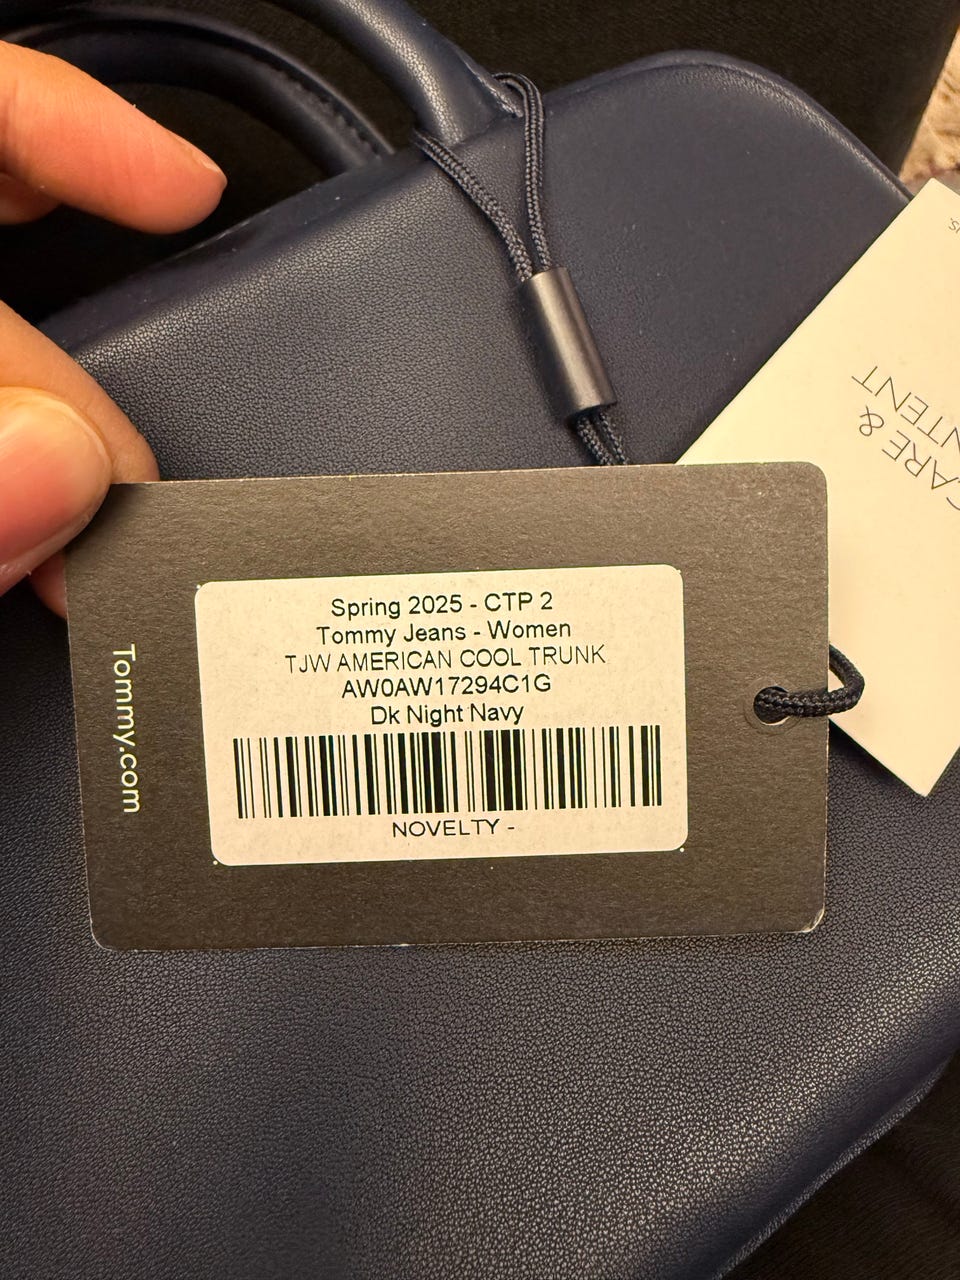 Spring 2025 - CTP 2
Tommy Jeans - Women
TJW AMERICAN COOL TRUNK
AW0AW17294C1G
Dk Night Navy
NOVELTY -
Tommy.com
CARE &